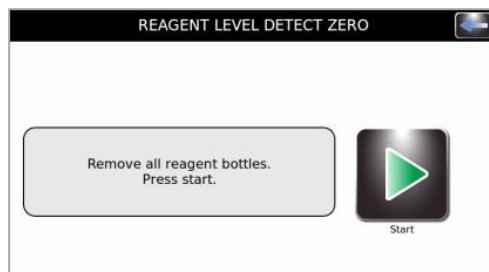 REAGENT LEVEL DETECT ZERO
Remove all reagent bottles.
Press start.
Start